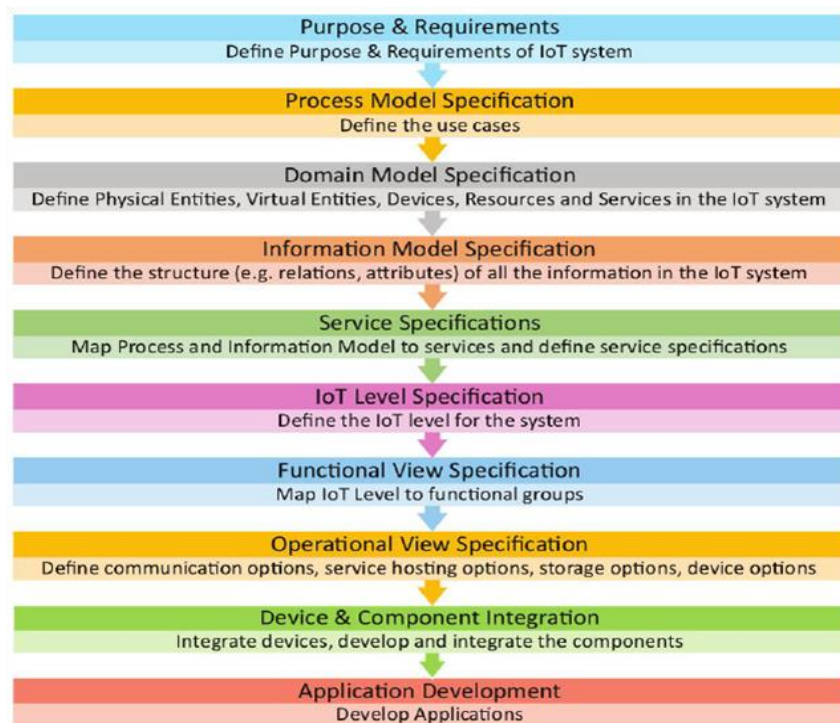 Purpose & Requirements
Define Purpose & Requirements of IoT system
Process Model Specification
Define the use cases
Domain Model Specification
Define Physical Entities, Virtual Entities, Devices, Resources and Services in the IoT system
Information Model Specification
Define the structure (e.g. relations, attributes) of all the information in the IoT system
Service Specifications
Map Process and Information Model to services and define service specifications
IoT Level Specification
Define the IoT level for the system
Functional View Specification
Map IoT Level to functional groups
Operational View Specification
Define communication options, service hosting options, storage options, device options
Device & Component Integration
Integrate devices, develop and integrate the components
Application Development
Develop Applications